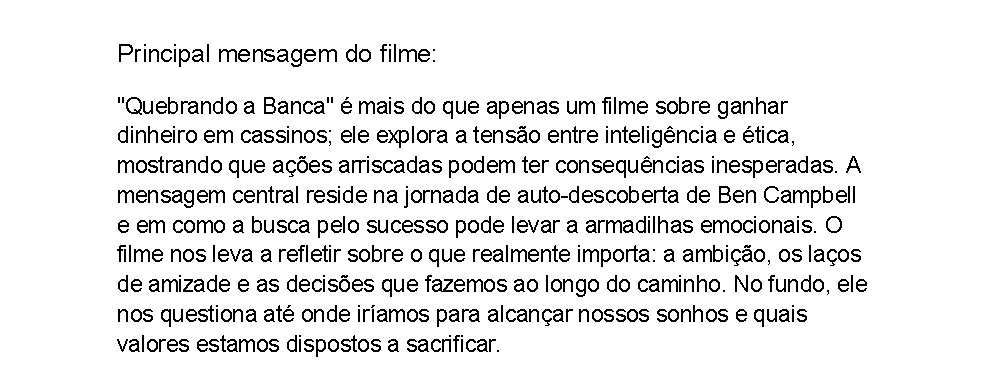 Principal mensagem do filme:
"Quebrando a Banca" é mais do que apenas um filme sobre ganhar
dinheiro em cassinos; ele explora a tensão entre inteligência e ética,
mostrando que ações arriscadas podem ter consequências inesperadas. A
mensagem central reside na jornada de auto-descoberta de Ben Campbell
e em como a busca pelo sucesso pode levar a armadilhas emocionais. O
filme nos leva a refletir sobre o que realmente importa: a ambição, os laços
de amizade e as decisões que fazemos ao longo do caminho. No fundo, ele
nos questiona até onde iríamos para alcançar nossos sonhos e quais
valores estamos dispostos a sacrificar.